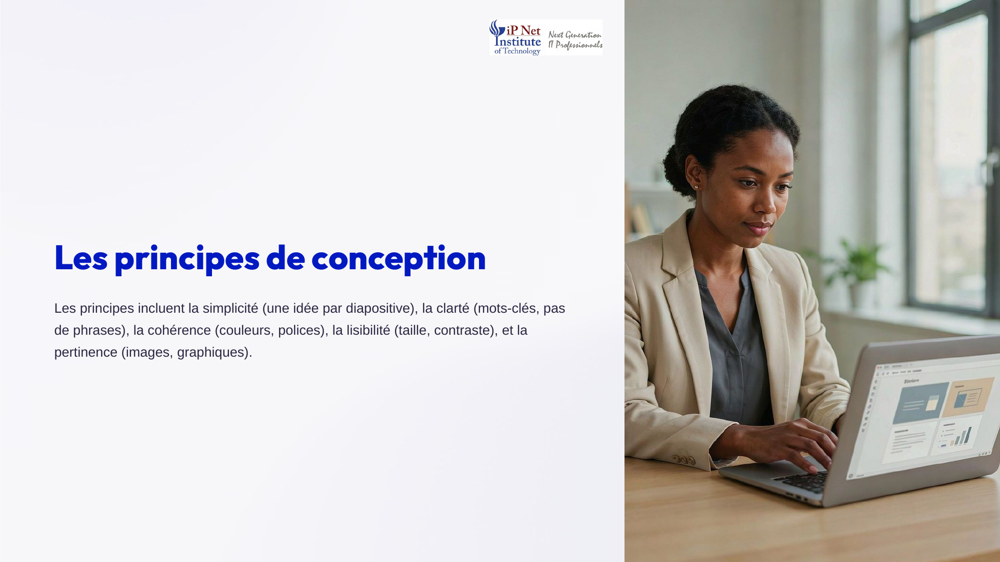 iP Net
Institute
of Technology
Next Generation
IT Professionnels
Les principes de conception
Les principes incluent la simplicité (une idée par diapositive), la clarté (mots-clés, pas
de phrases), la cohérence (couleurs, polices), la lisibilité (taille, contraste), et la
pertinence (images, graphiques).